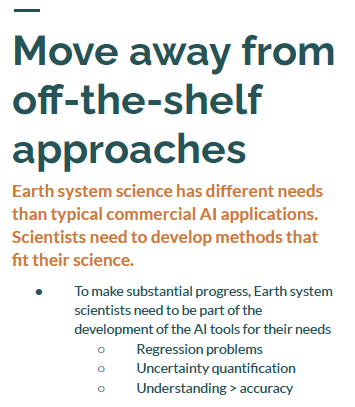 Move away from
off-the-shelf
approaches
Earth system science has different needs
than typical commercial AI applications.
Scientists need to develop methods that
fit their science.
● To make substantial progress, Earth system
scientists need to be part of the
development of the AI tools for their needs
○ Regression problems
○ Uncertainty quantification
○ Understanding > accuracy